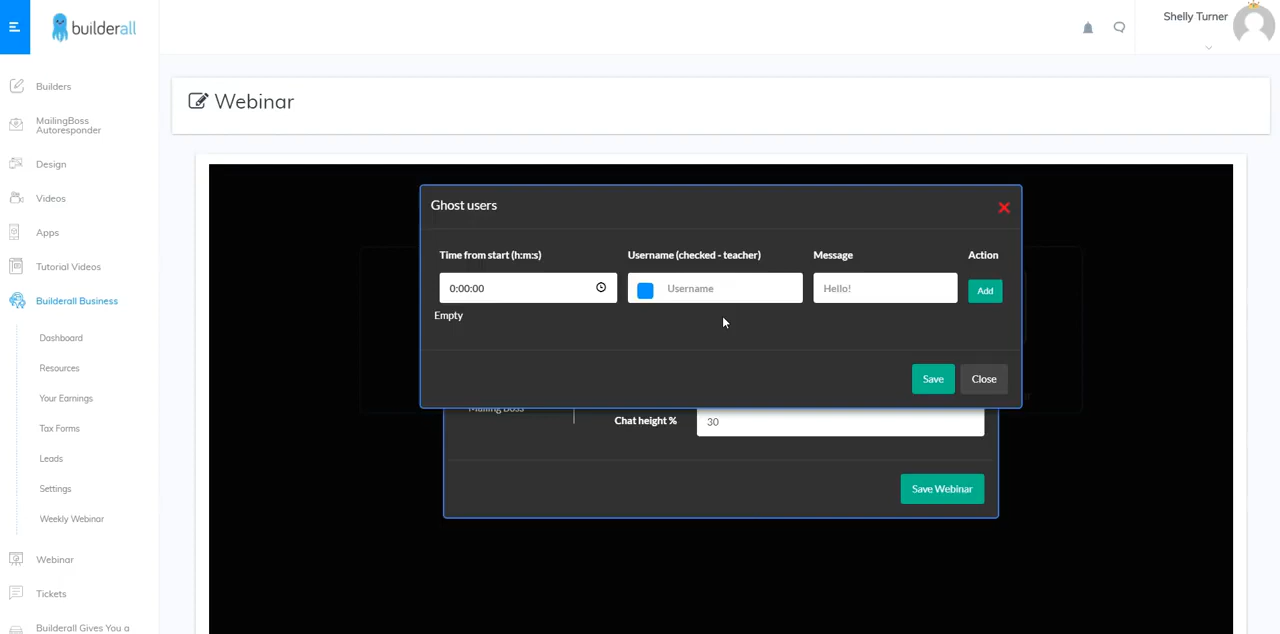 builderall
Shelly Turner
Builders
MailingBoss
Autoresponder
Design
Videos
Apps
Tutorial Videos
Builderall Business
Dashboard
Resources
Your Earnings
Tax Forms
Leads
Settings
Weekly Webinar
Webinar
Tickets
Builderall Gives You a
Webinar
Ghost users
Time from start (h:m:s)
Username (checked - teacher)
Message
Action
0:00:00
Username
Hello!
Add
Empty
Save
Close
Mailing Boss
Chat height %
30
Save Webinar